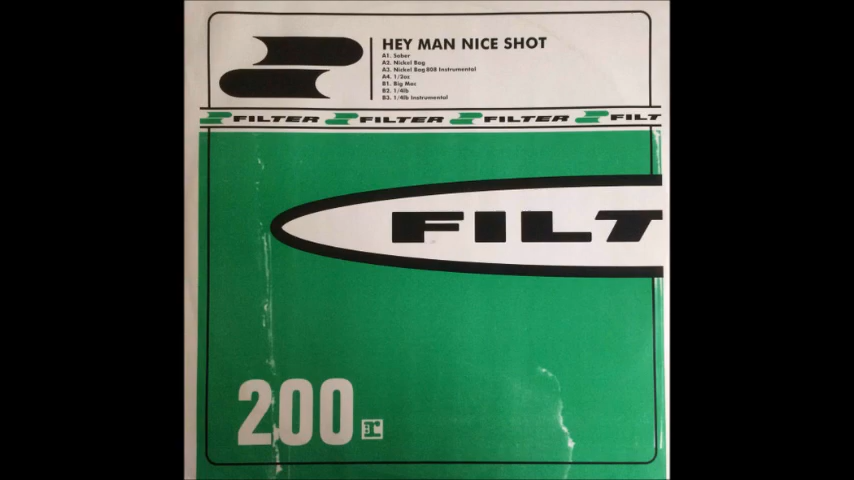 HEY MAN NICE SHOT
A1. Sober
A2. Nickel Bag
A3. Nickel Bag 808 Instrumental
A4. 1/2oz
B1. Big Mac
B2. 1/4lb
B3. 1/4lb Instrumental
FILTER FILTER FILTER FILT
FILT
200 r